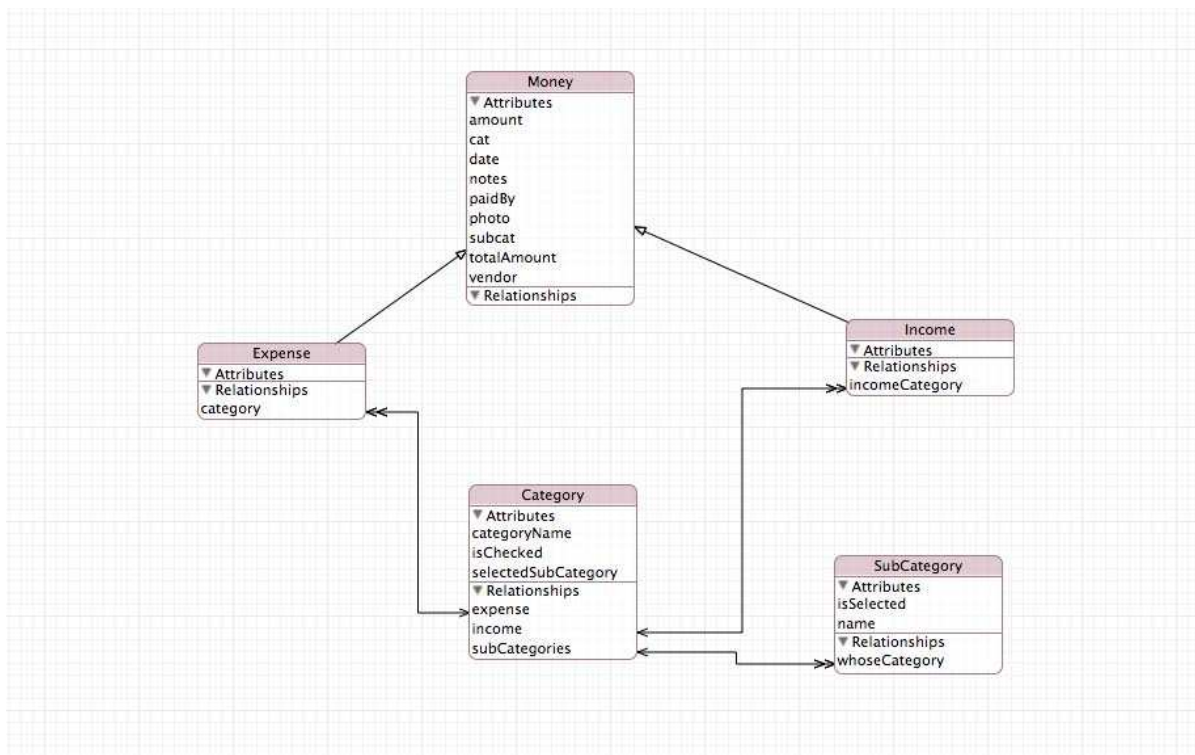 Money
Attributes
amount
cat
date
notes
paidBy
photo
subcat
totalAmount
vendor
Relationships
Expense
Attributes
Relationships
category
Income
Attributes
Relationships
incomeCategory
Category
Attributes
categoryName
isChecked
selectedSubCategory
Relationships
expense
income
subCategories
SubCategory
Attributes
isSelected
name
Relationships
whoseCategory